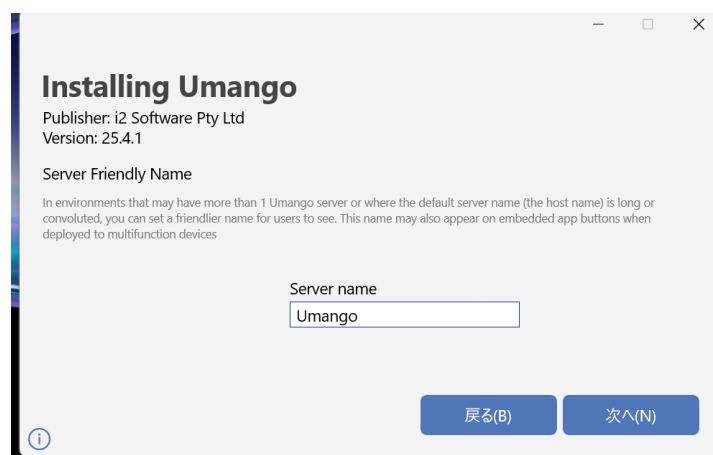 Installing Umango
Publisher: i2 Software Pty Ltd
Version: 25.4.1
Server Friendly Name
In environments that may have more than 1 Umango server or where the default server name (the host name) is long or
convoluted, you can set a friendlier name for users to see. This name may also appear on embedded app buttons when
deployed to multifunction devices
Server name
Umango
戻る(B)
次へ(N)